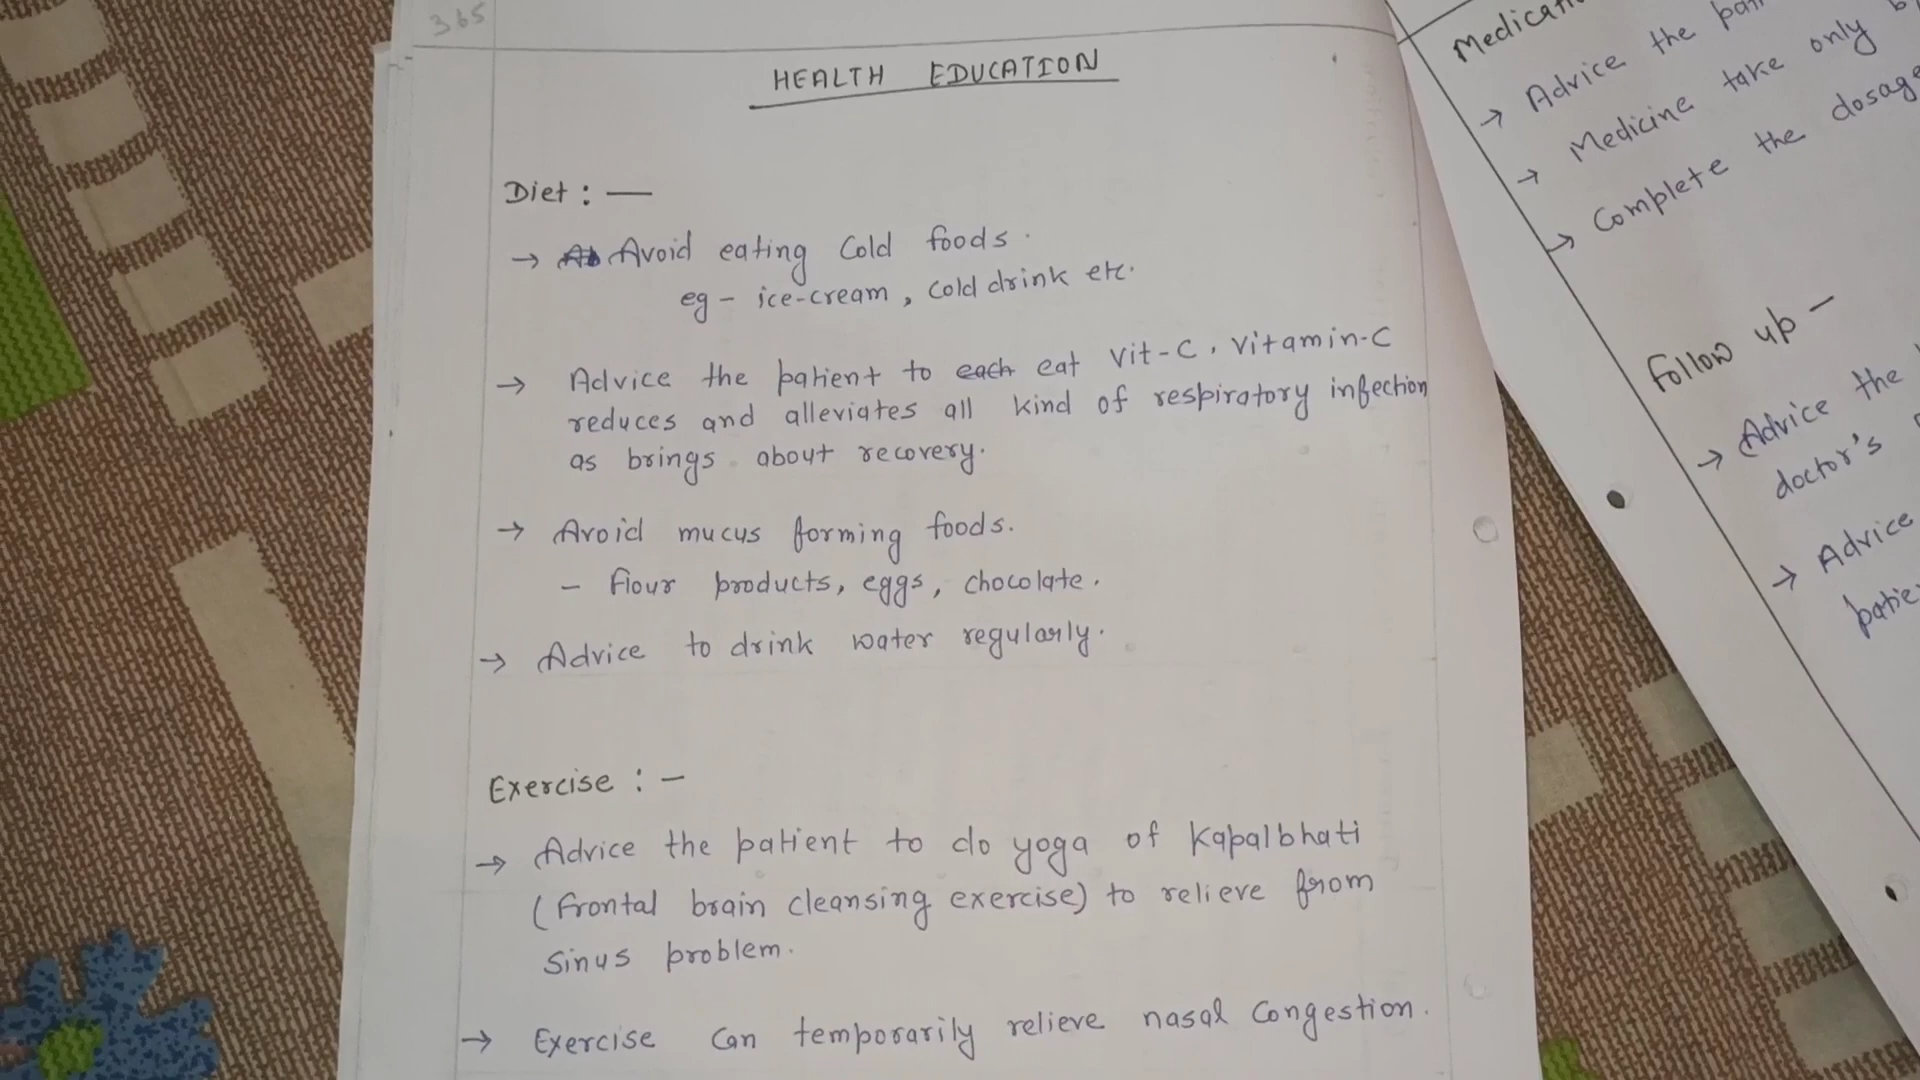 365
HEALTH EDUCATION
Diet : —
→ Avoid eating Cold foods.
eg - ice-cream, cold drink etc.
→ Advice the patient to each eat Vit-C. Vitamin-C
reduces and alleviates all kind of respiratory infection
as brings about recovery.
→ Avoid mucus forming foods.
- flour products, eggs, chocolate.
→ Advice to drink water regularly.
Exercise : -
→ Advice the patient to do yoga of Kapalbhati
(frontal brain cleansing exercise) to relieve from
sinus problem.
→ Exercise can temporarily relieve nasal congestion.
→ Advice the
→ Medicine take only
→ Complete the
Follow up -
→ Advice the
doctor's
→ Advice